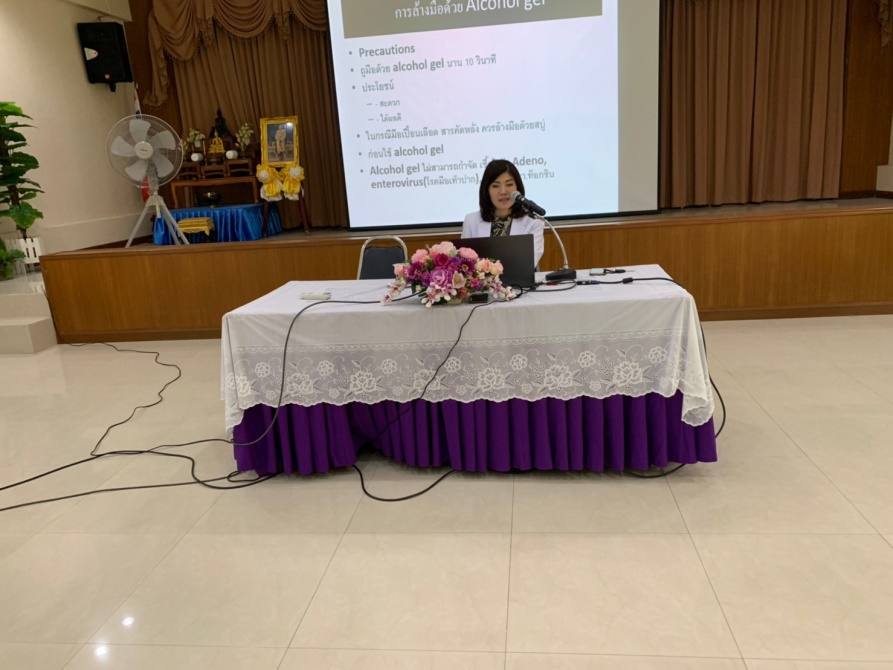 การล้างมือด้วย Alcohol gel
• Precautions
• ถูมือด้วย alcohol gel นาน 10 วินาที
• ประโยชน์
– - สะดวก
– - ได้ผลดี
• ในกรณีมือเปื้อนเลือด สารคัดหลั่ง ควรล้างมือด้วยสบู่
• ก่อนใช้ alcohol gel
• Alcohol gel ไม่สามารถกำจัด Adeno,
enterovirus(โรคมือเท้าปาก)